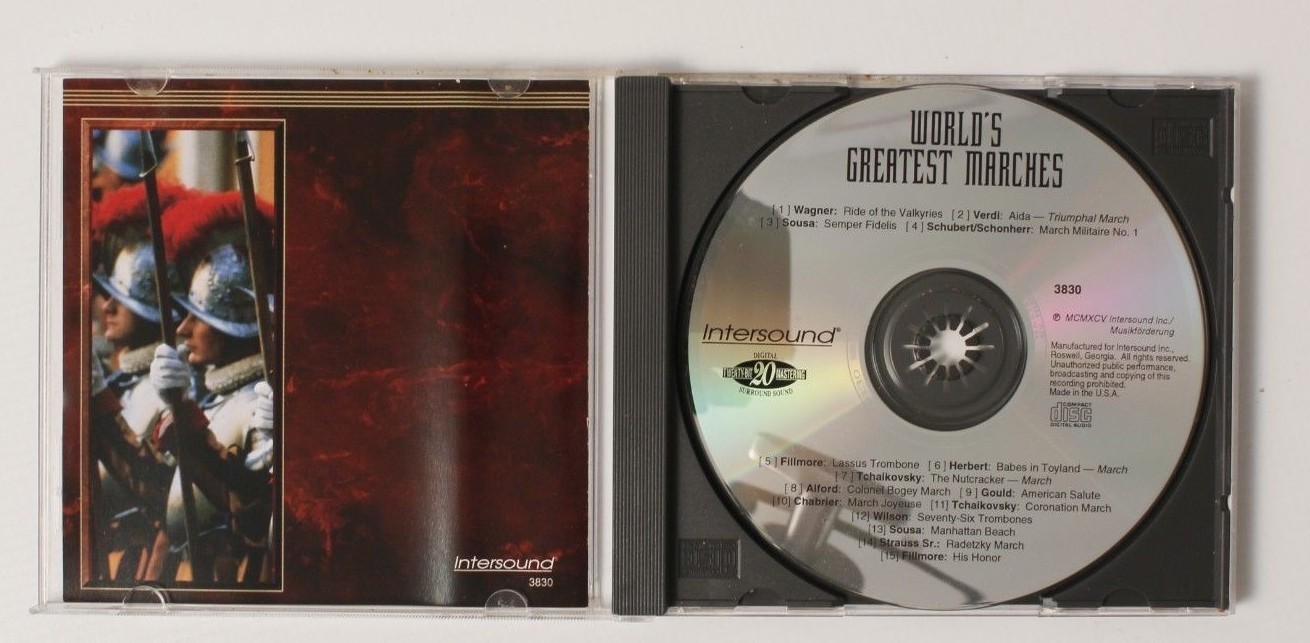 Intersound
3830
WORLD'S
GREATEST MARCHES
[ 1 ] Wagner: Ride of the Valkyries [ 2 ] Verdi: Aida — Triumphal March
[ 3 ] Sousa: Semper Fidelis [ 4 ] Schubert/Schonherr: March Militaire No. 1
3830
℗ MCMXCV Intersound Inc./
Musikförderung
Intersound®
DIGITAL
TWENTY-BIT 20 MASTERING
SURROUND SOUND
Manufactured for Intersound Inc.,
Roswell, Georgia. All rights reserved.
Unauthorized public performance,
broadcasting and copying of this
recording prohibited.
Made in the U.S.A.
COMPACT
disc
DIGITAL AUDIO
[ 5 ] Fillmore: Lassus Trombone [ 6 ] Herbert: Babes in Toyland — March
[ 7 ] Tchaikovsky: The Nutcracker — March
[ 8 ] Alford: Colonel Bogey March [ 9 ] Gould: American Salute
[10] Chabrier: March Joyeuse [11] Tchaikovsky: Coronation March
[12] Wilson: Seventy-Six Trombones
[13] Sousa: Manhattan Beach
[14] Strauss Sr.: Radetzky March
[15] Fillmore: His Honor